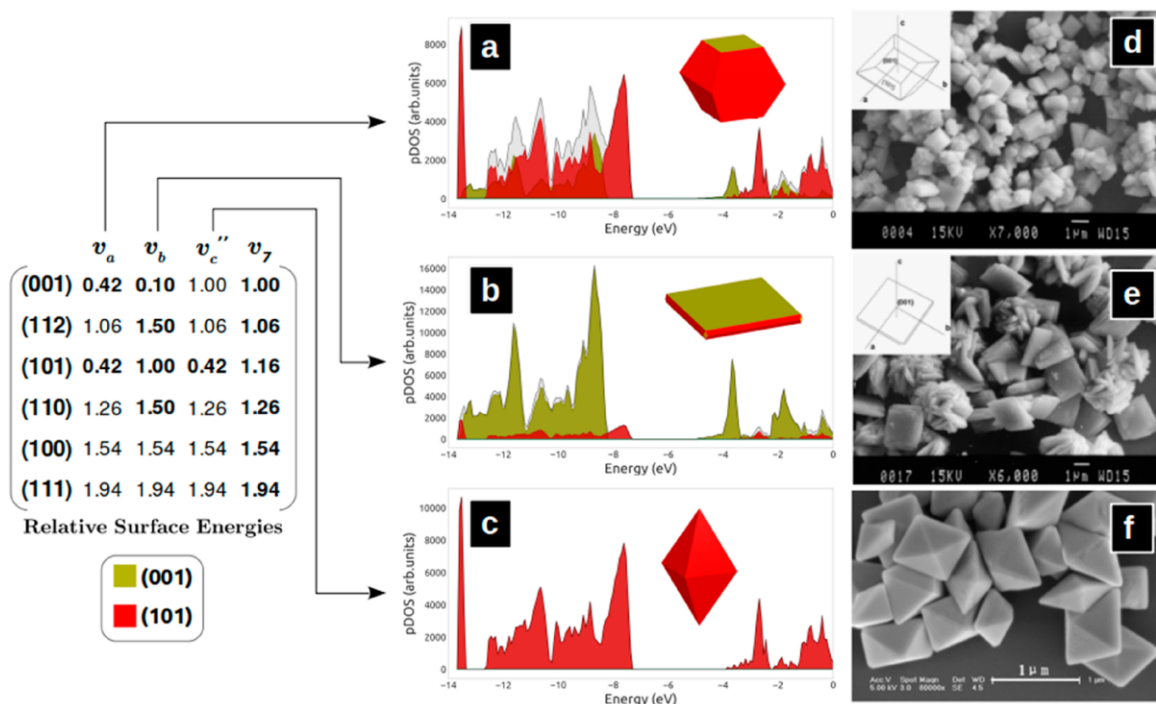 v_a v_b v_c'' v_7
(001) 0.42 0.10 1.00 1.00
(112) 1.06 1.50 1.06 1.06
(101) 0.42 1.00 0.42 1.16
(110) 1.26 1.50 1.26 1.26
(100) 1.54 1.54 1.54 1.54
(111) 1.94 1.94 1.94 1.94
Relative Surface Energies
(001)
(101)
a
pDOS (arb.units)
8000
6000
4000
2000
0
−14 −12 −10 −8 −6 −4 −2 0
Energy (eV)
b
pDOS (arb.units)
16000
14000
12000
10000
8000
6000
4000
2000
0
−14 −12 −10 −8 −6 −4 −2 0
Energy (eV)
c
pDOS (arb.units)
10000
8000
6000
4000
2000
0
−14 −12 −10 −8 −6 −4 −2 0
Energy (eV)
d
c
(001)
(101)
b
a
0004 15KV X7,000 1μm WD15
e
c
(001)
b
a
0017 15KV X6,000 1μm WD15
f
1 μm
Acc.V Spot Magn Det WD
5.00 kV 3.0 80000x SE 4.5
1 μm